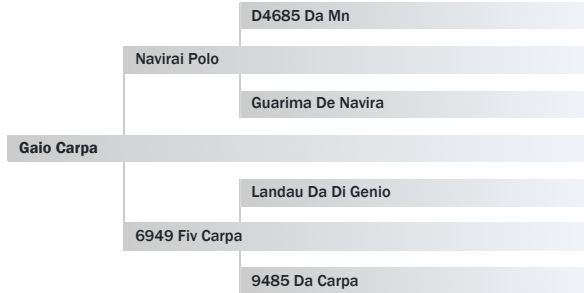 D4685 Da Mn
Navirai Polo
Guarima De Navira
Gaio Carpa
Landau Da Di Genio
6949 Fiv Carpa
9485 Da Carpa